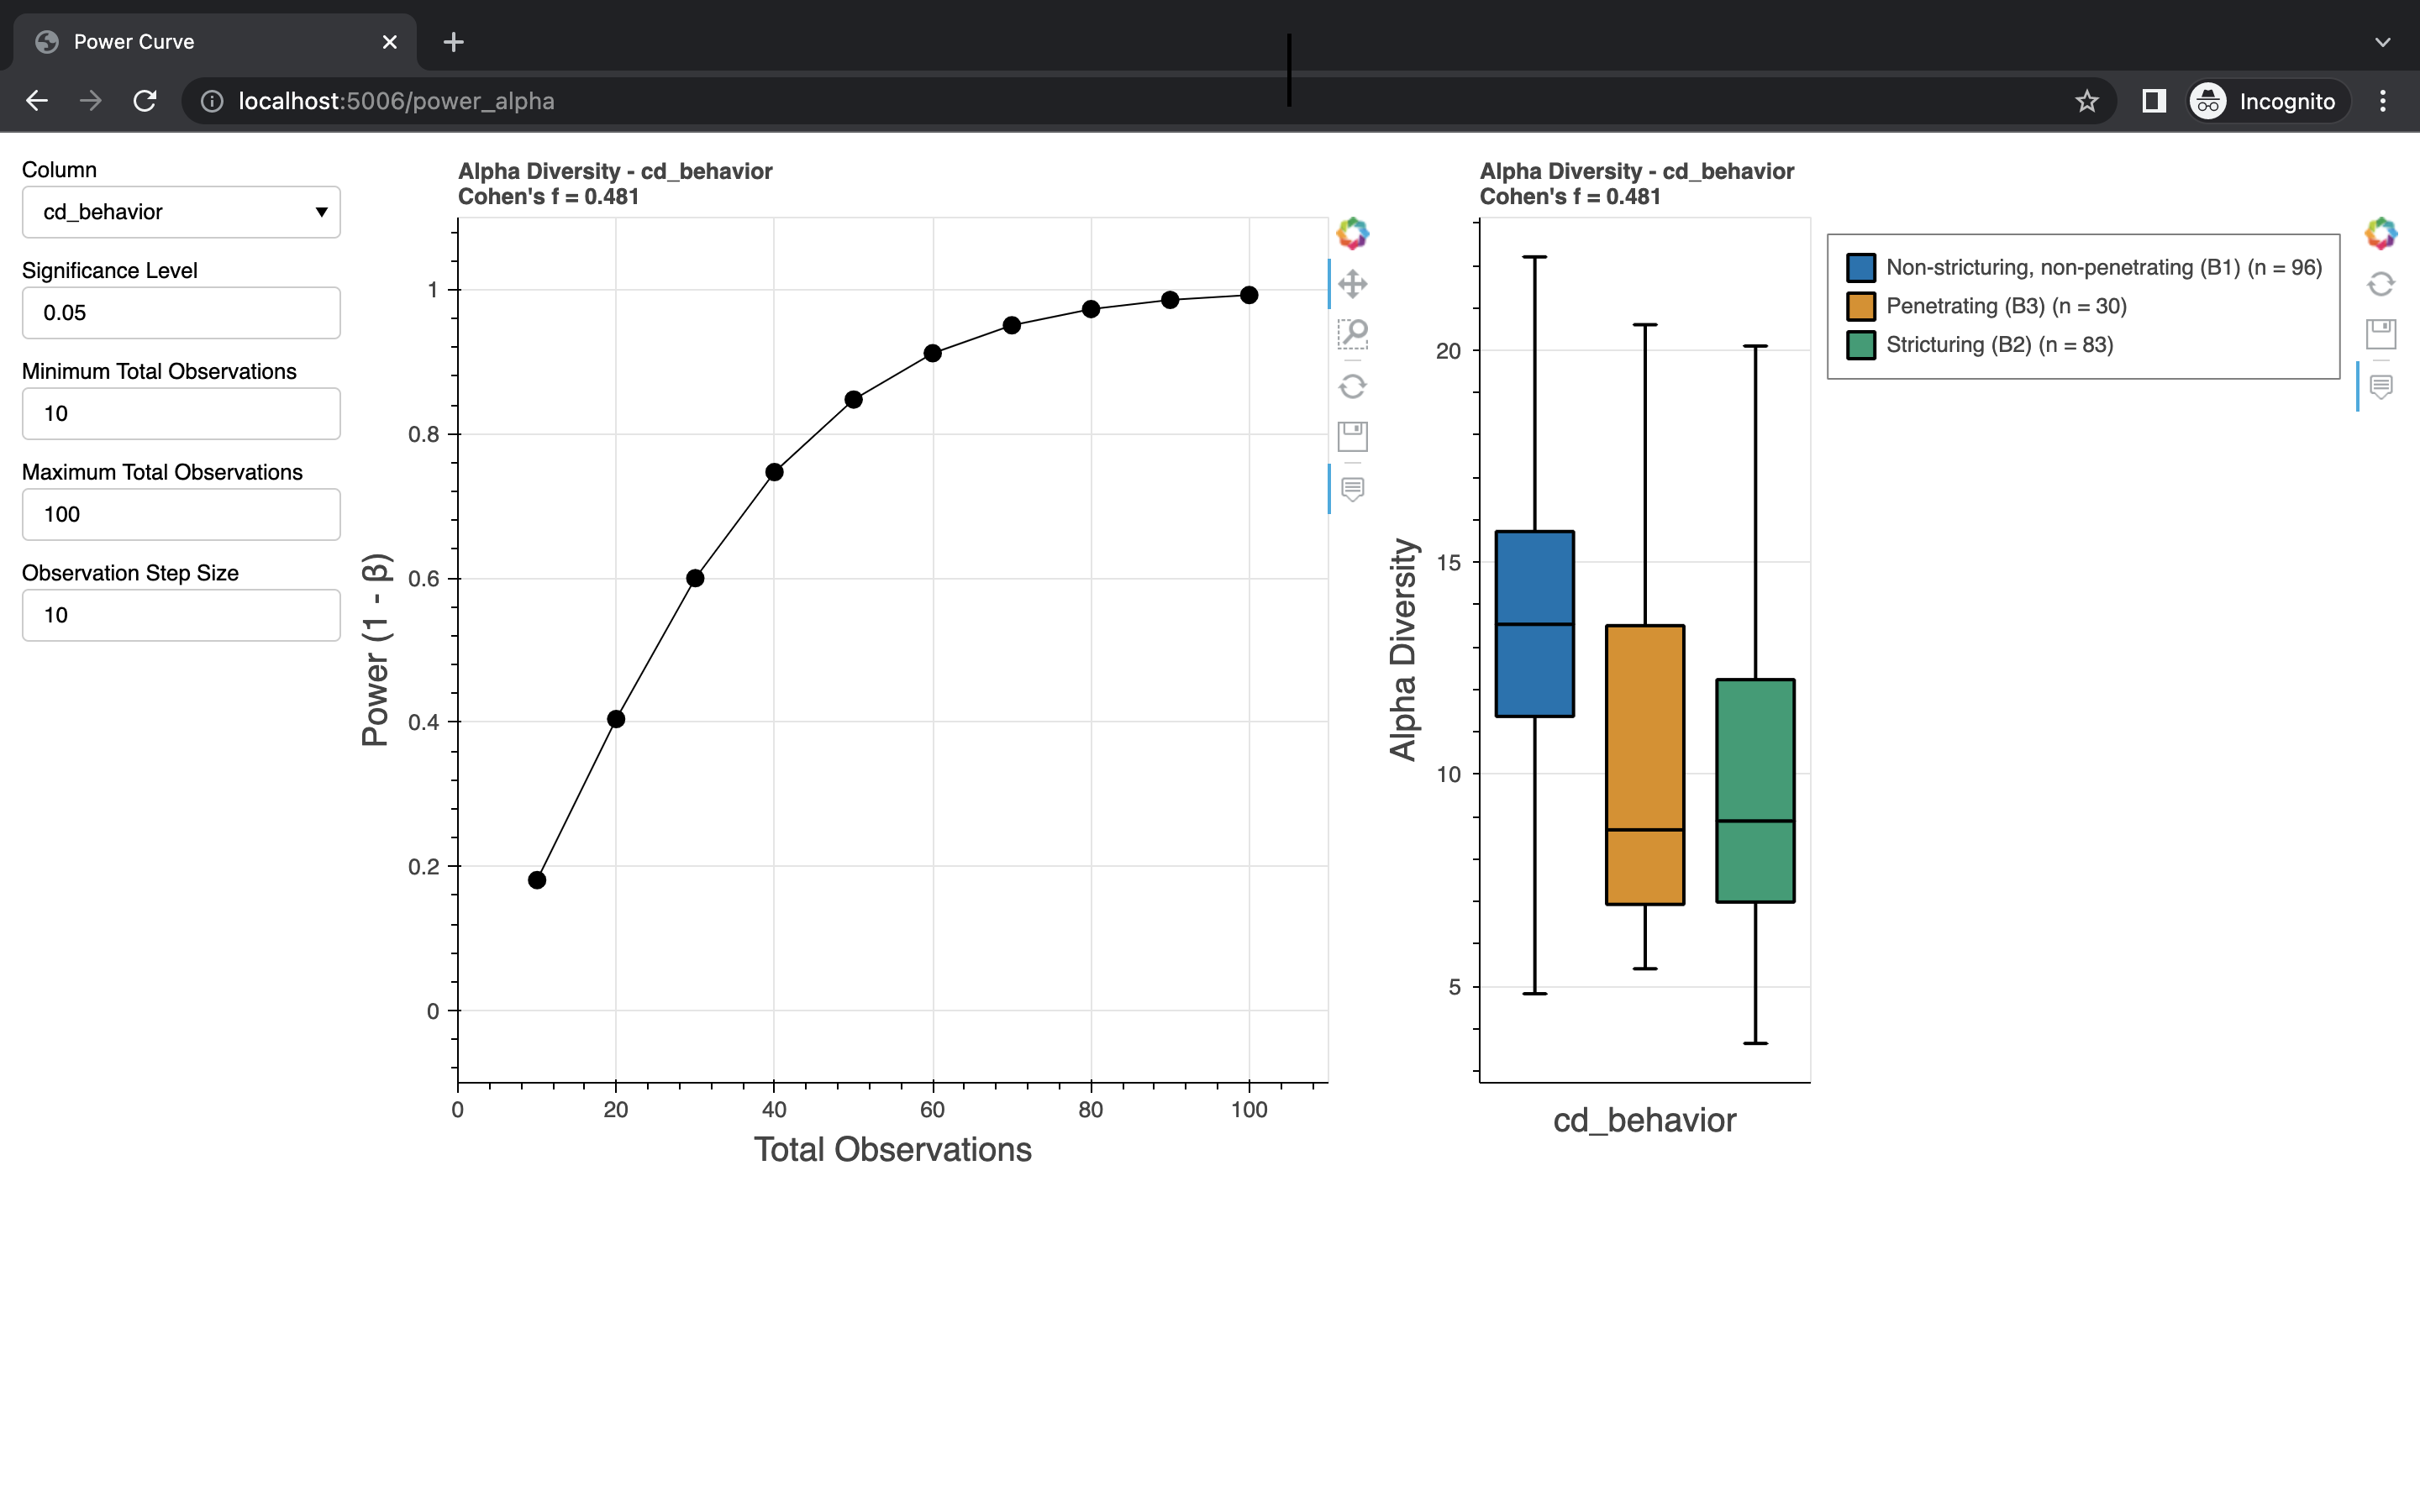 Power Curve
localhost:5006/power_alpha
Incognito
Column
cd_behavior
Significance Level
0.05
Minimum Total Observations
10
Maximum Total Observations
100
Observation Step Size
10
Alpha Diversity - cd_behavior
Cohen's f = 0.481
Power (1 - β)
1
0.8
0.6
0.4
0.2
0
0 20 40 60 80 100
Total Observations
Alpha Diversity - cd_behavior
Cohen's f = 0.481
Alpha Diversity
20
15
10
5
cd_behavior
Non-stricturing, non-penetrating (B1) (n = 96)
Penetrating (B3) (n = 30)
Stricturing (B2) (n = 83)